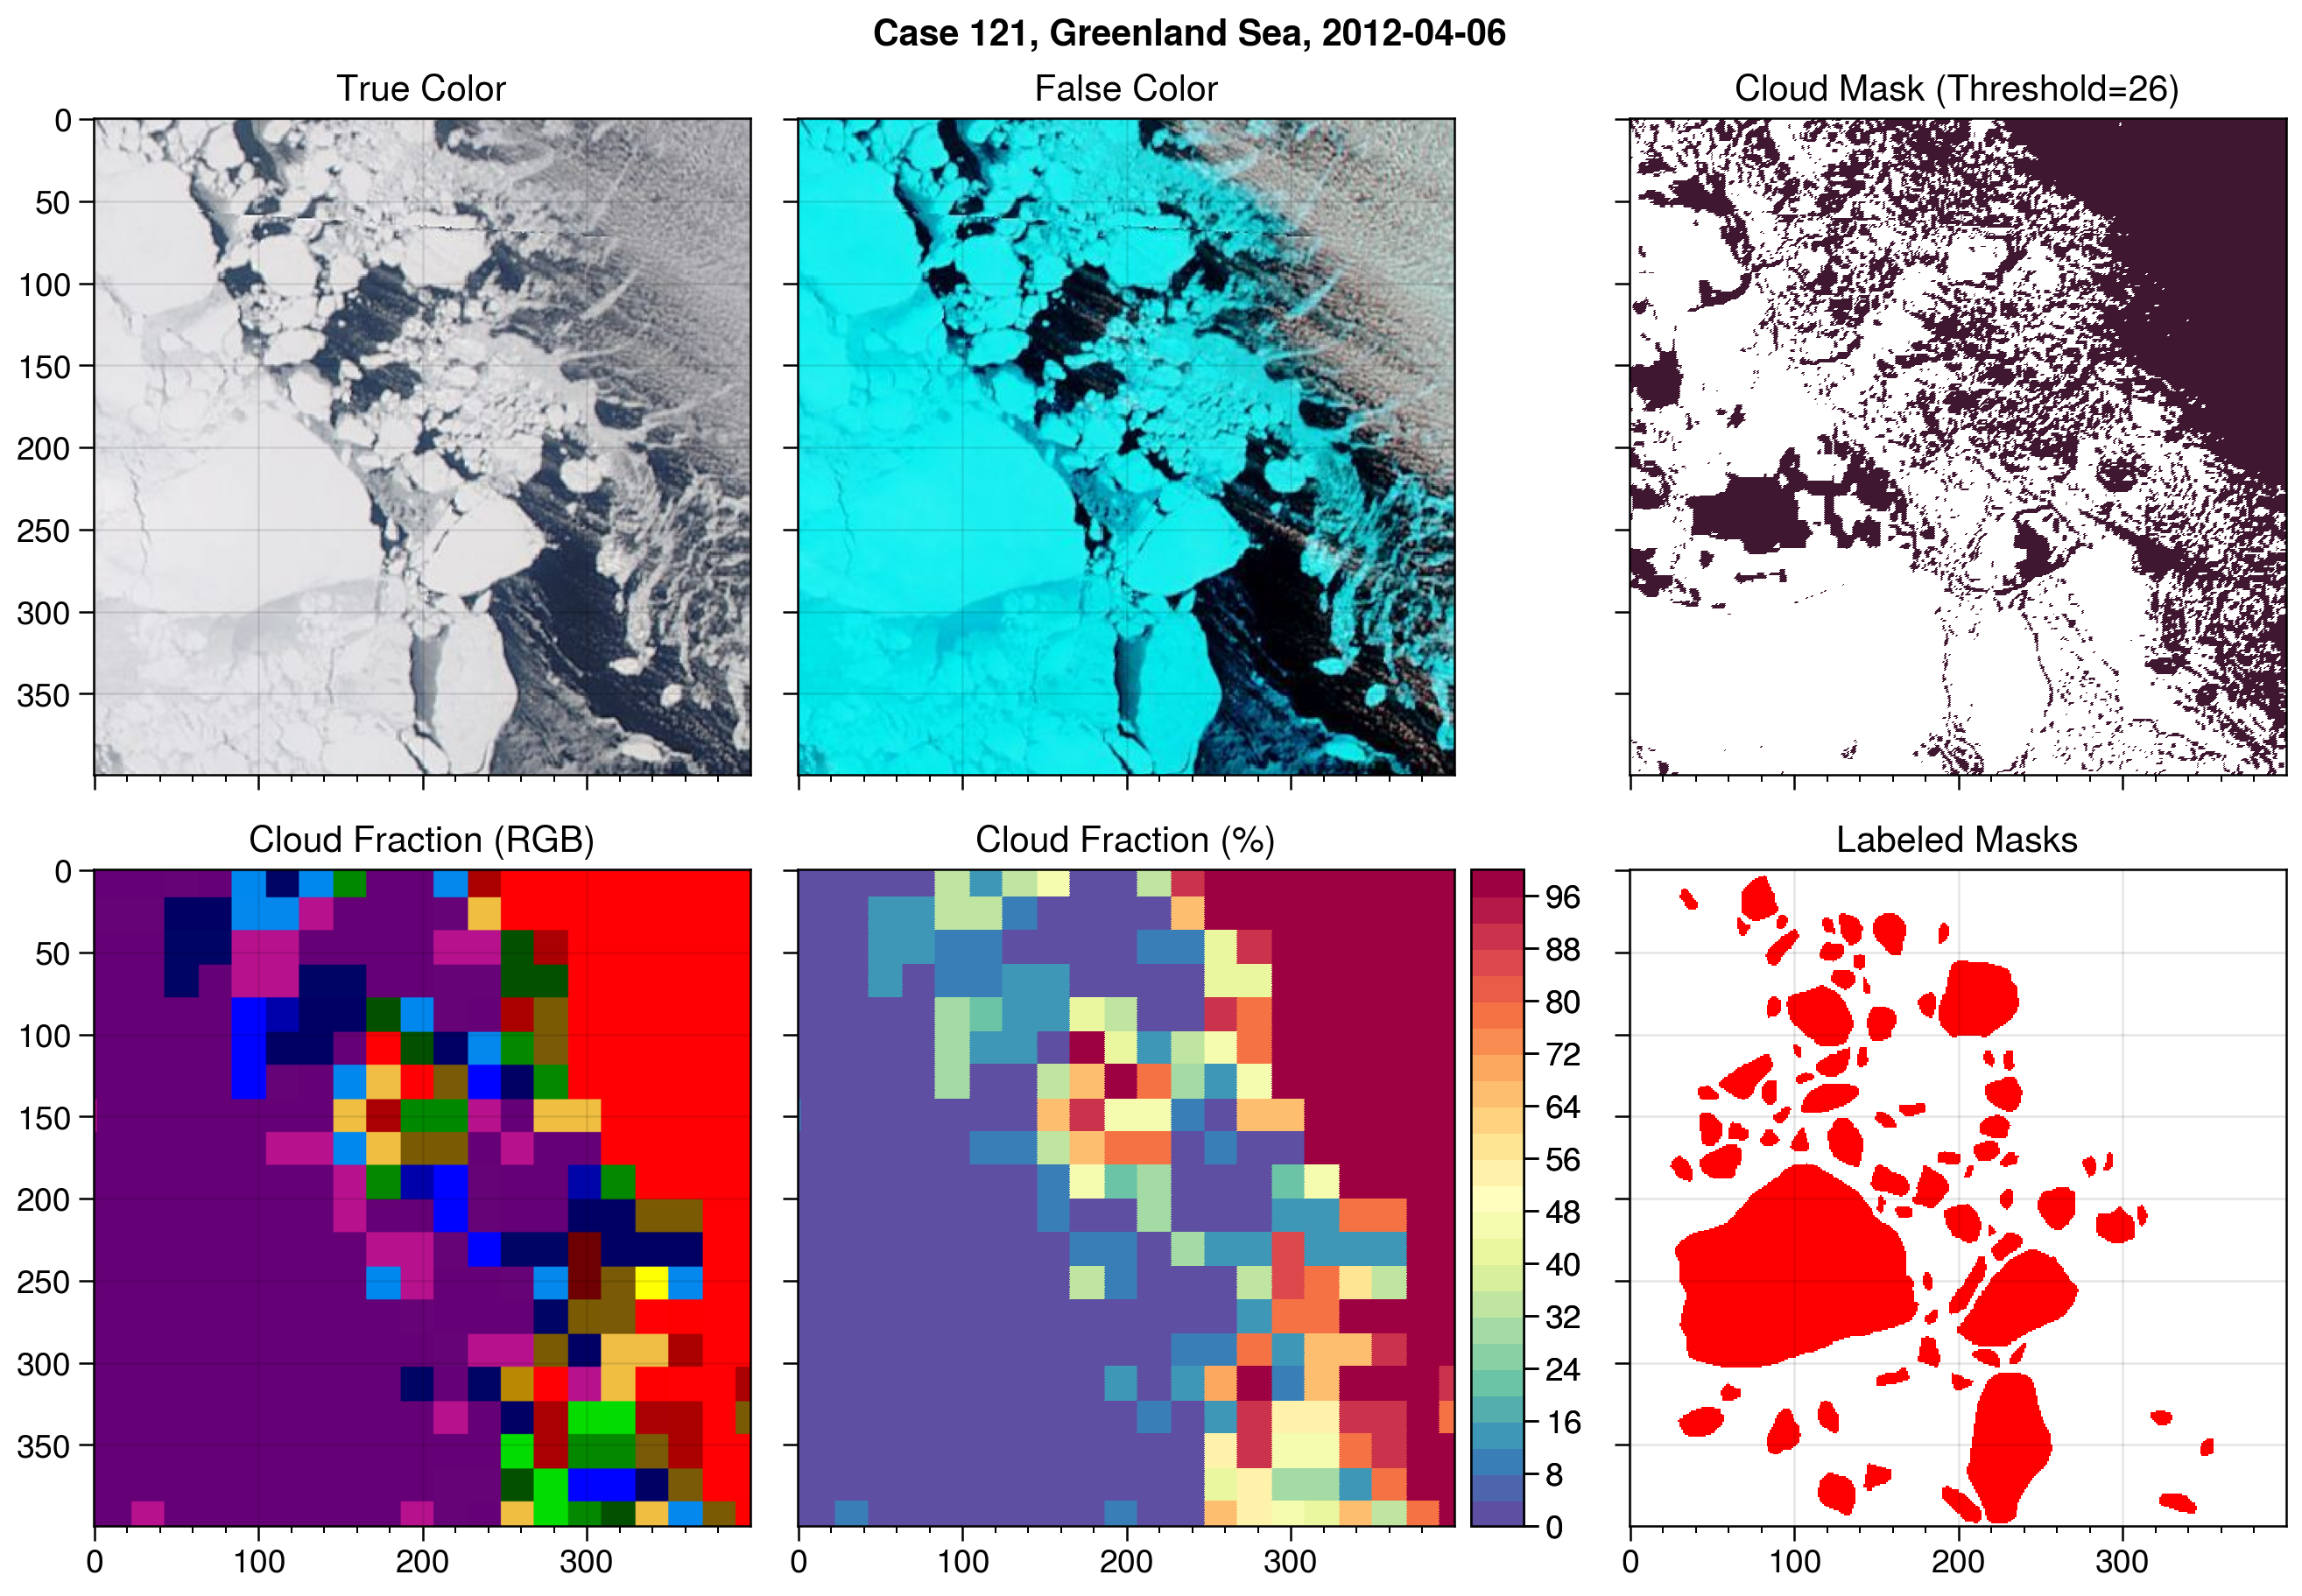 Case 121, Greenland Sea, 2012-04-06
True Color
False Color
Cloud Mask (Threshold=26)
0
50
100
150
200
250
300
350
Cloud Fraction (RGB)
Cloud Fraction (%)
Labeled Masks
0
50
100
150
200
250
300
350
96
88
80
72
64
56
48
40
32
24
16
8
0
0 100 200 300
0 100 200 300
0 100 200 300